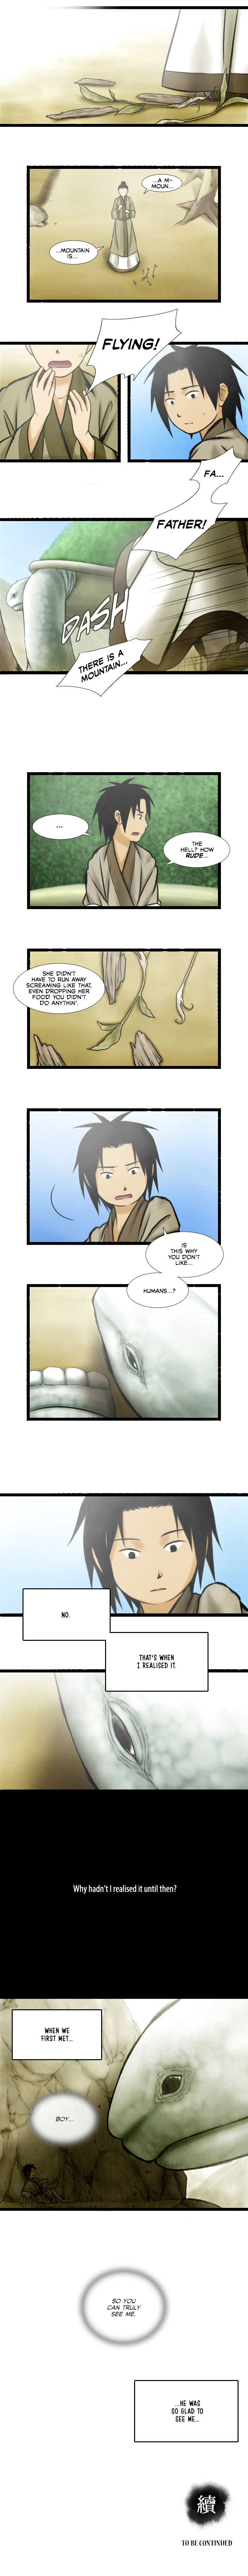 ...A M-
MOUN...
...MOUNTAIN
IS...
FLYING!
FA...
FATHER!
DASH
THERE IS A
MOUNTAIN...
...
THE
HELL? HOW
RUDE...
SHE DIDN'T
HAVE TO RUN AWAY
SCREAMING LIKE THAT,
EVEN DROPPING HER
FOOD. YOU DIDN'T
DO ANYTHIN'.
IS
THIS WHY
YOU DON'T
LIKE...
HUMANS...?
NO.
THAT'S WHEN
I REALISED IT.
Why hadn't I realised it until then?
WHEN WE
FIRST MET...
BOY...
SO YOU
CAN TRULY
SEE ME.
...HE WAS
SO GLAD TO
SEE ME...
續
TO BE CONTINUED